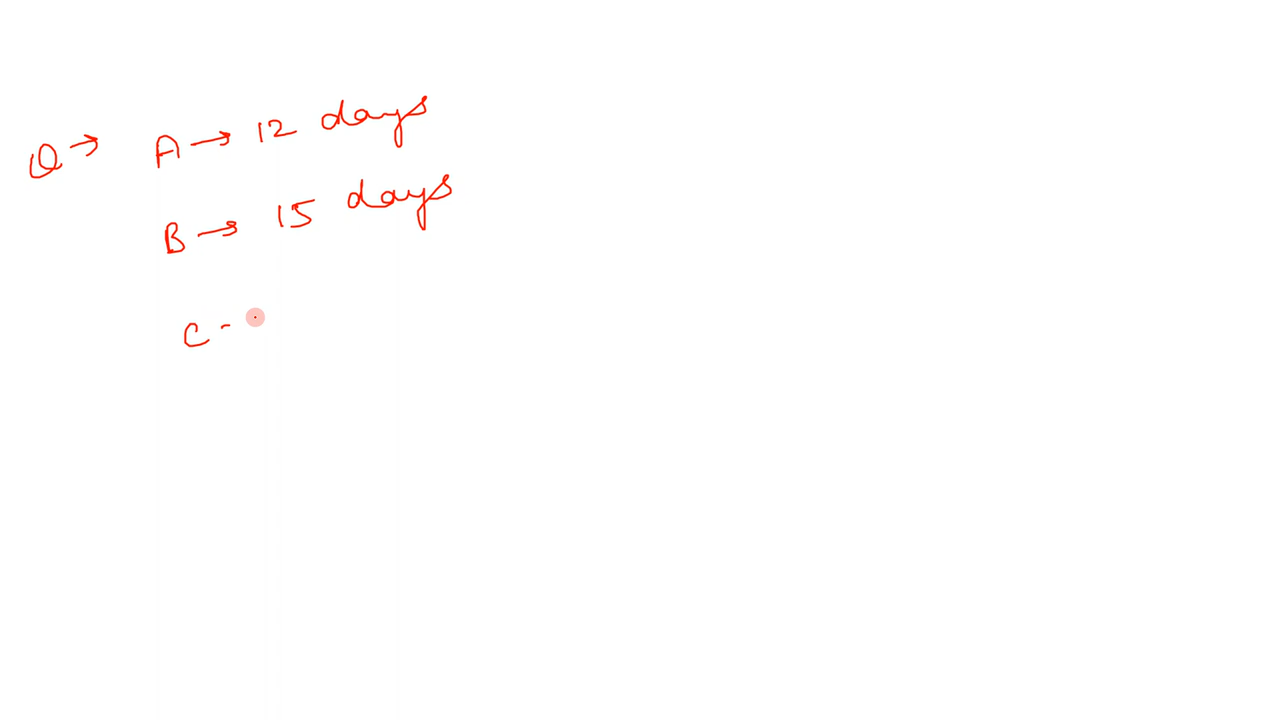 Q → A → 12 days
B → 15 days
C -